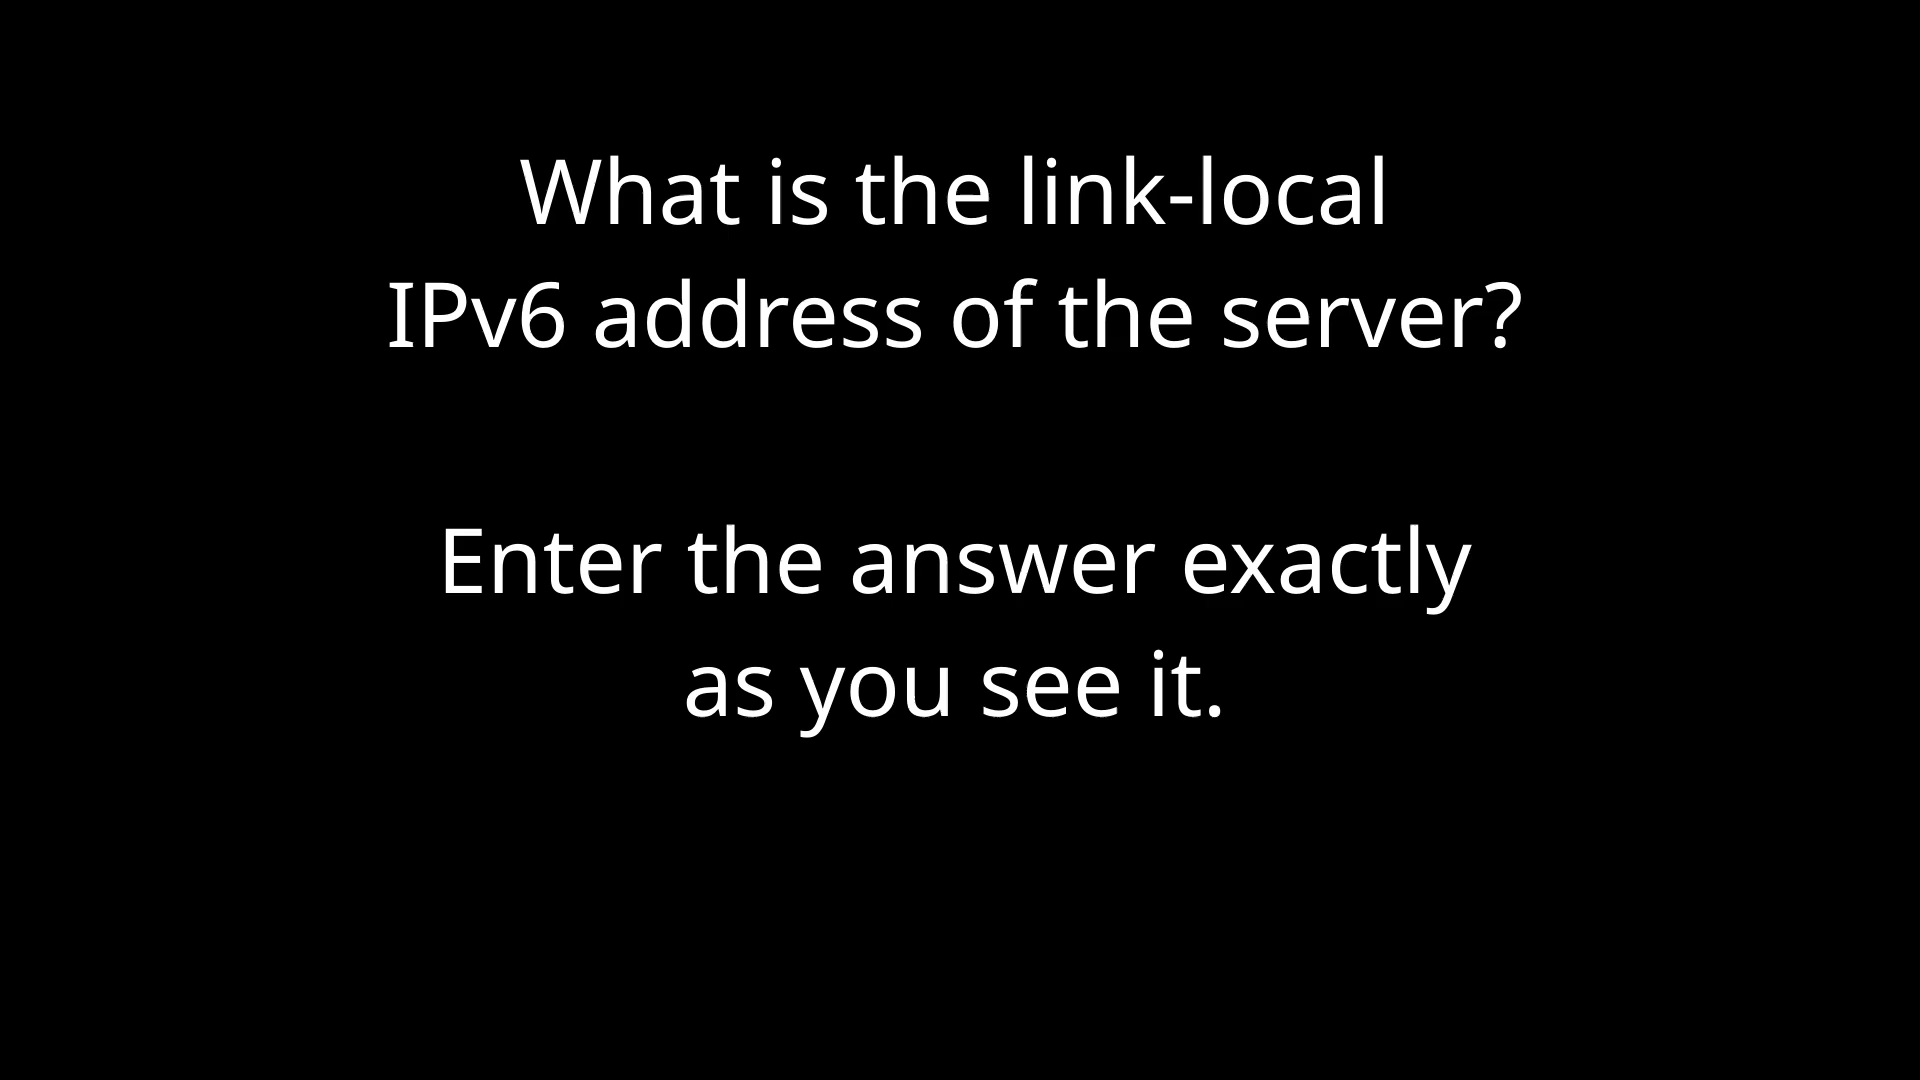 What is the link-local
IPv6 address of the server?
Enter the answer exactly
as you see it.